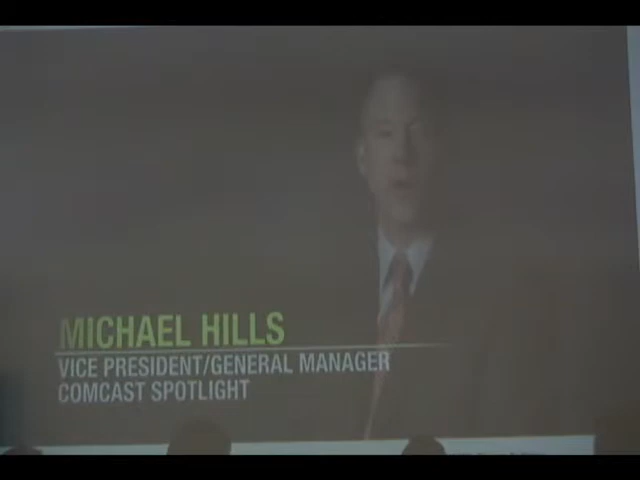 MICHAEL HILLS
VICE PRESIDENT/GENERAL MANAGER
COMCAST SPOTLIGHT